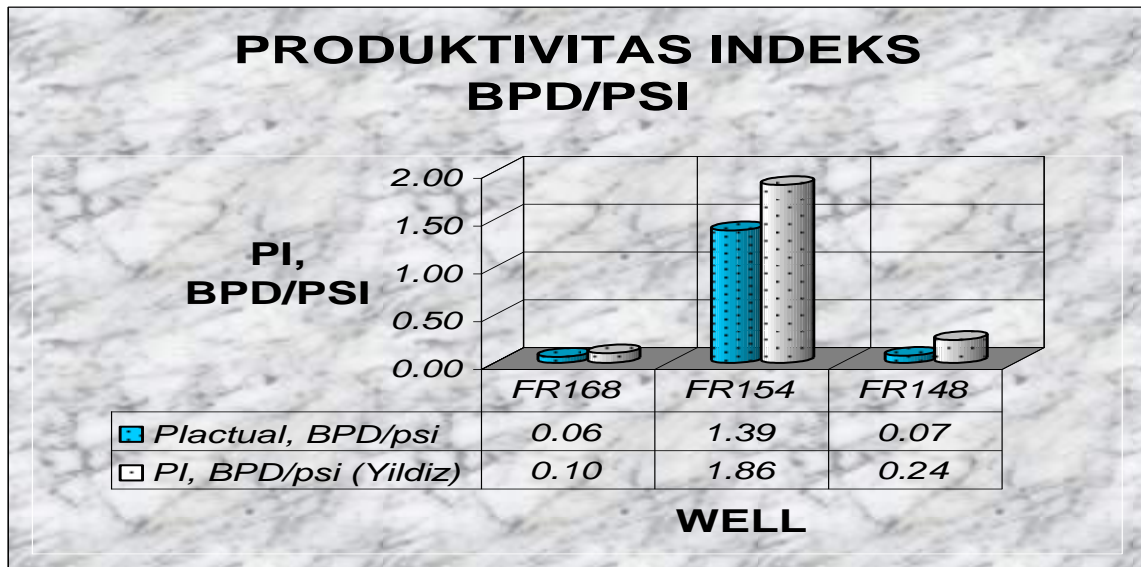 PRODUKTIVITAS INDEKS
BPD/PSI
PI,
BPD/PSI
2.00
1.50
1.00
0.50
0.00
FR168 FR154 FR148
PIactual, BPD/psi 0.06 1.39 0.07
PI, BPD/psi (Yildiz) 0.10 1.86 0.24
WELL